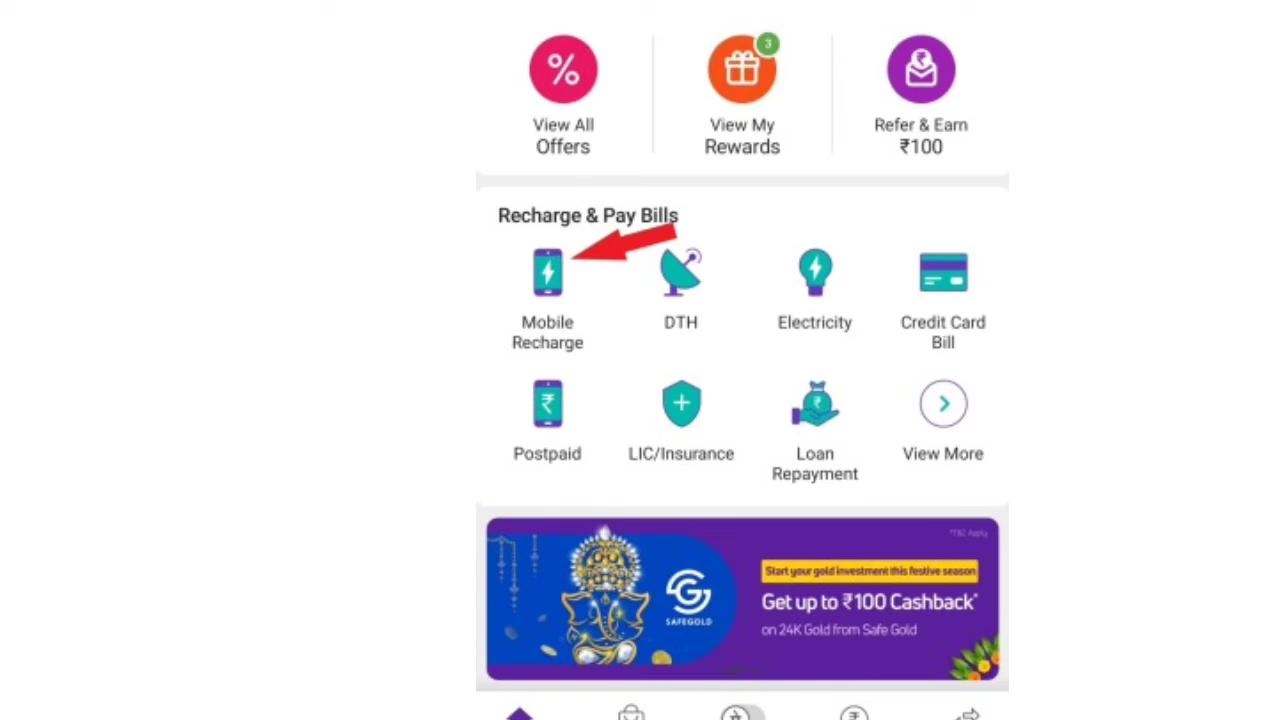 3
View All
Offers
View My
Rewards
Refer & Earn
₹100
Recharge & Pay Bills
Mobile
Recharge
DTH
Electricity
Credit Card
Bill
Postpaid
LIC/Insurance
Loan
Repayment
View More
*T&C Apply
Start your gold investment this festive season
Get up to ₹100 Cashback*
on 24K Gold from Safe Gold
SAFEGOLD